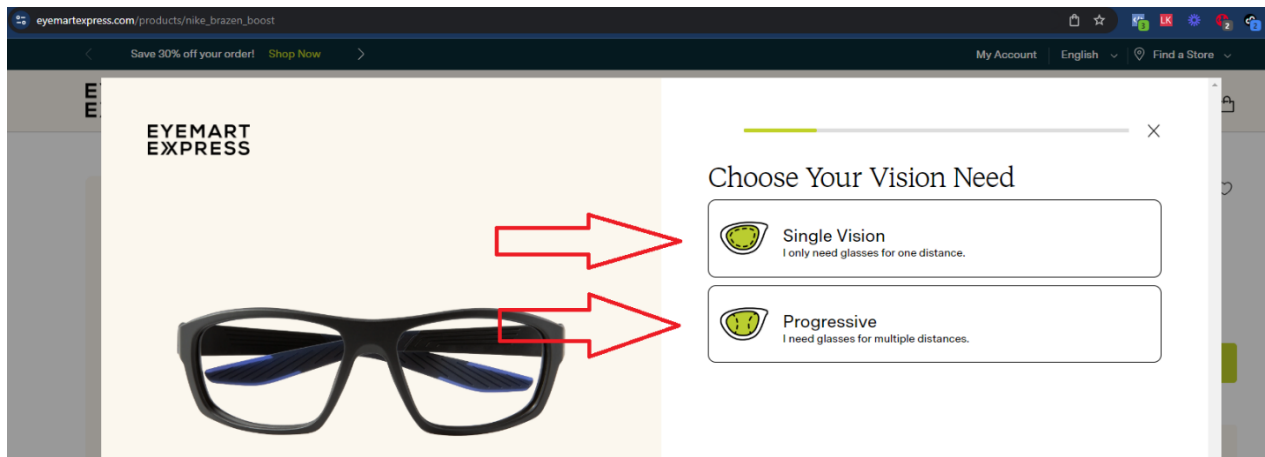 eyemartexpress.com/products/nike_brazen_boost
Save 30% off your order! Shop Now
My Account English Find a Store
EYEMART
EXPRESS
Choose Your Vision Need
Single Vision
I only need glasses for one distance.
Progressive
I need glasses for multiple distances.